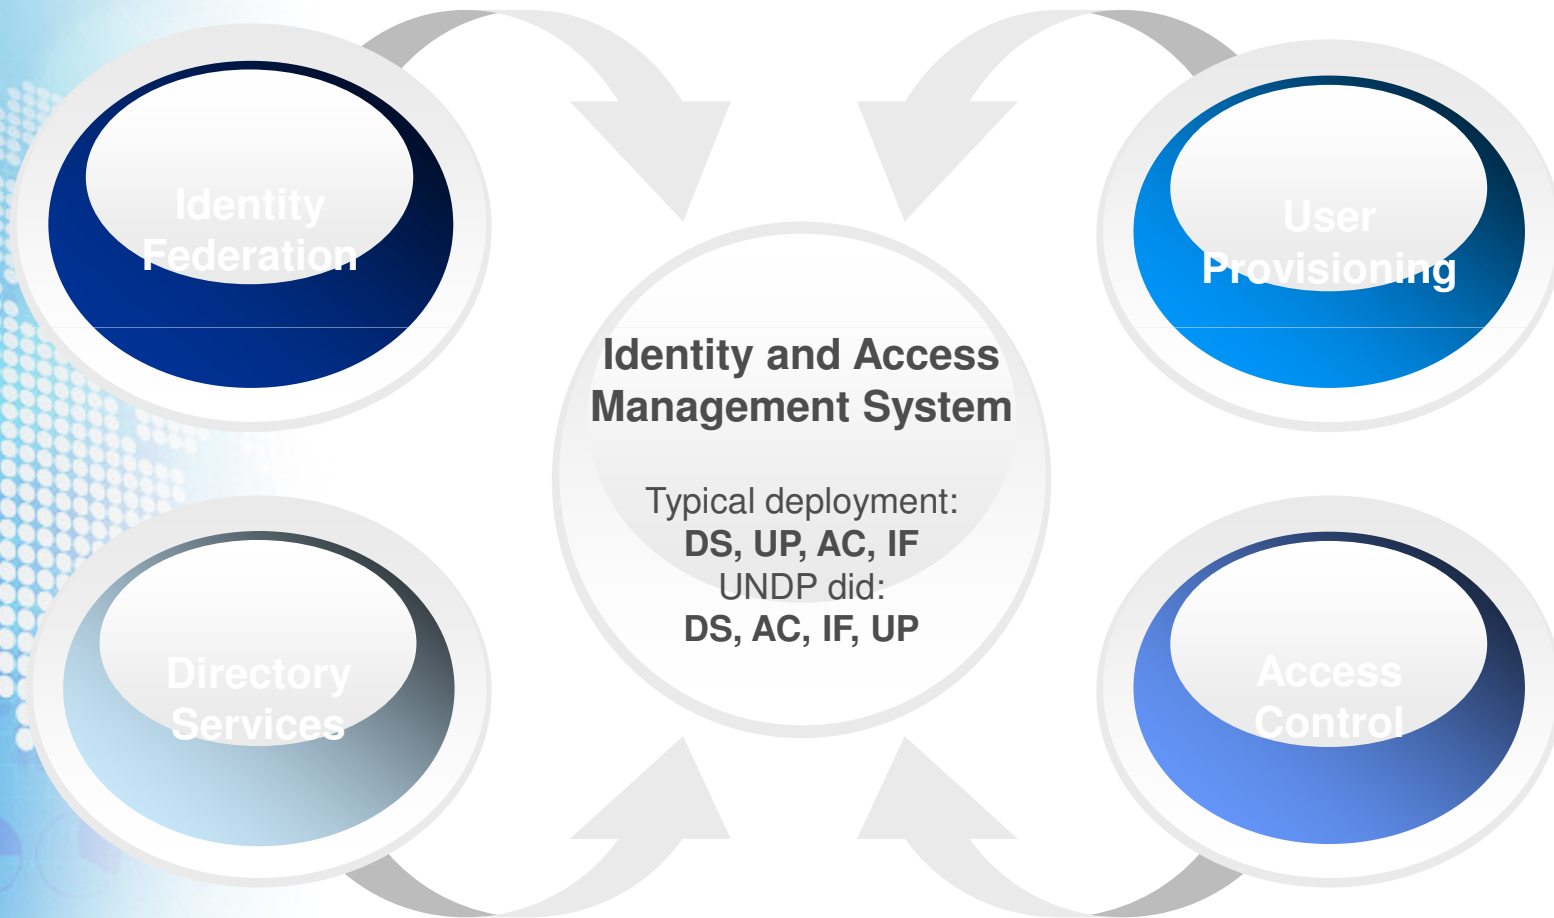 Identity
Federation
User
Provisioning
Identity and Access
Management System
Typical deployment:
DS, UP, AC, IF
UNDP did:
DS, AC, IF, UP
Directory
Services
Access
Control